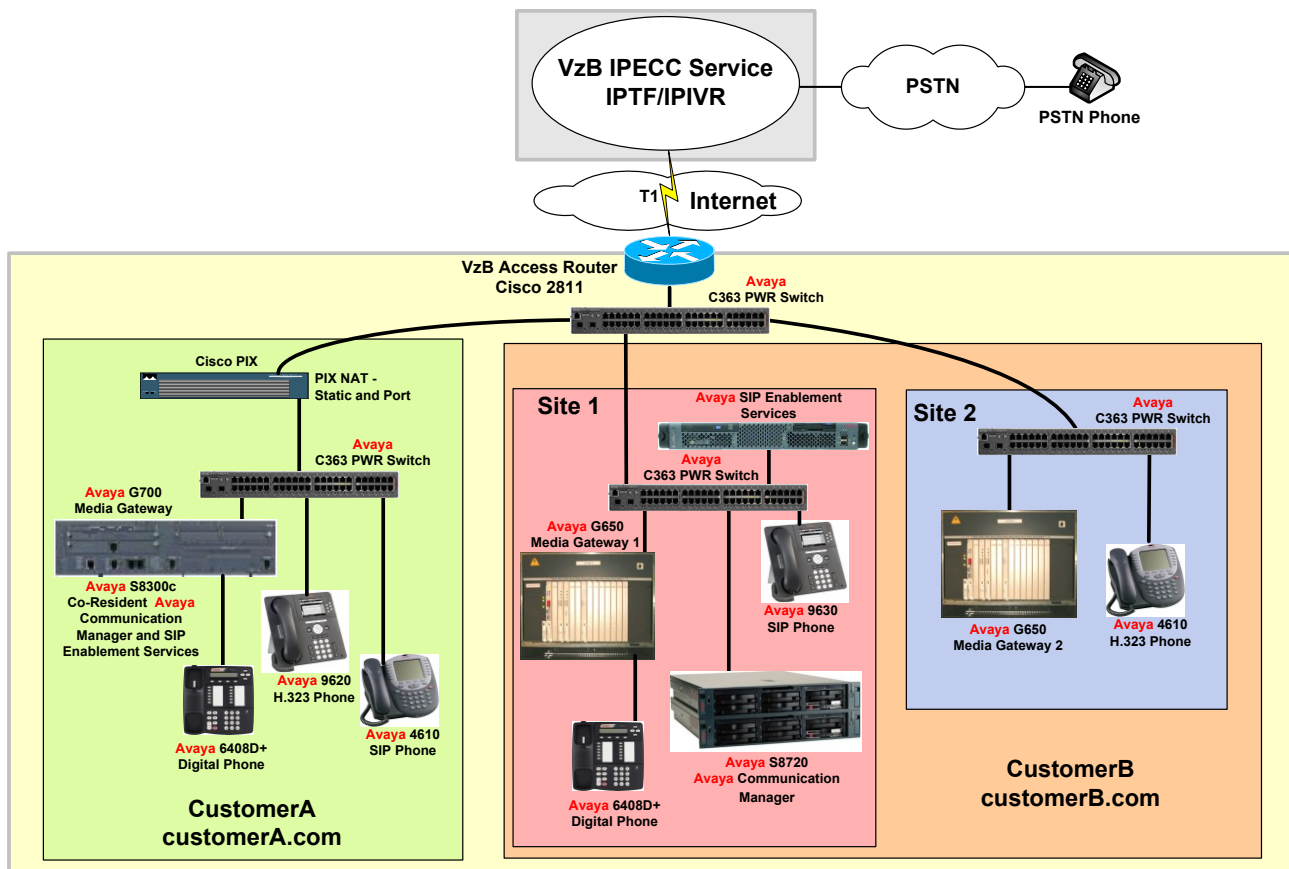 VzB IPECC Service
IPTF/IPIVR
PSTN
PSTN Phone
T1
Internet
VzB Access Router
Cisco 2811
Avaya
C363 PWR Switch
Cisco PIX
PIX NAT -
Static and Port
Avaya
C363 PWR Switch
Avaya G700
Media Gateway
Avaya S8300c
Co-Resident Avaya
Communication
Manager and SIP
Enablement Services
Avaya 9620
H.323 Phone
Avaya 4610
SIP Phone
Avaya 6408D+
Digital Phone
CustomerA
customerA.com
Site 1
Avaya SIP Enablement
Services
Avaya
C363 PWR Switch
Avaya G650
Media Gateway 1
Avaya 9630
SIP Phone
Avaya S8720
Avaya Communication
Manager
Avaya 6408D+
Digital Phone
Site 2
Avaya
C363 PWR Switch
Avaya G650
Media Gateway 2
Avaya 4610
H.323 Phone
CustomerB
customerB.com